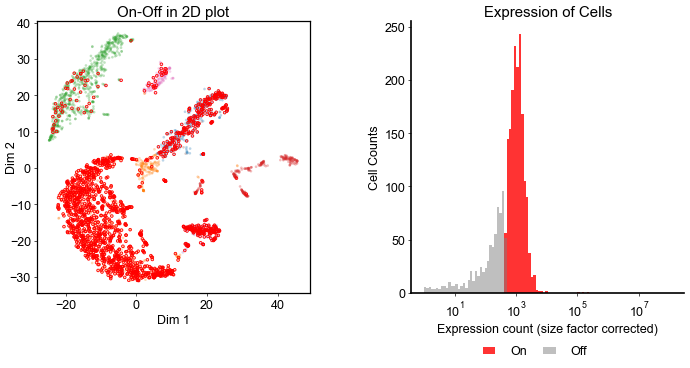 On-Off in 2D plot
40
30
20
10
0
−10
−20
−30
Dim 2
−20 0 20 40
Dim 1
Expression of Cells
250
200
150
100
50
0
Cell Counts
10^1 10^3 10^5 10^7
Expression count (size factor corrected)
On Off